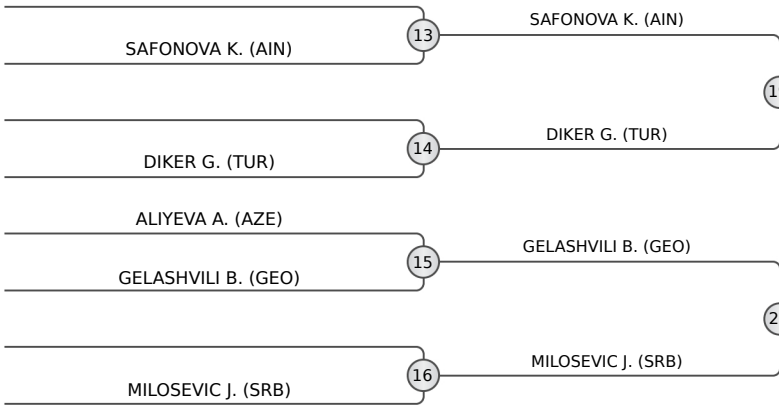 SAFONOVA K. (AIN)
13
SAFONOVA K. (AIN)
DIKER G. (TUR)
14
DIKER G. (TUR)
ALIYEVA A. (AZE)
GELASHVILI B. (GEO)
15
GELASHVILI B. (GEO)
MILOSEVIC J. (SRB)
16
MILOSEVIC J. (SRB)